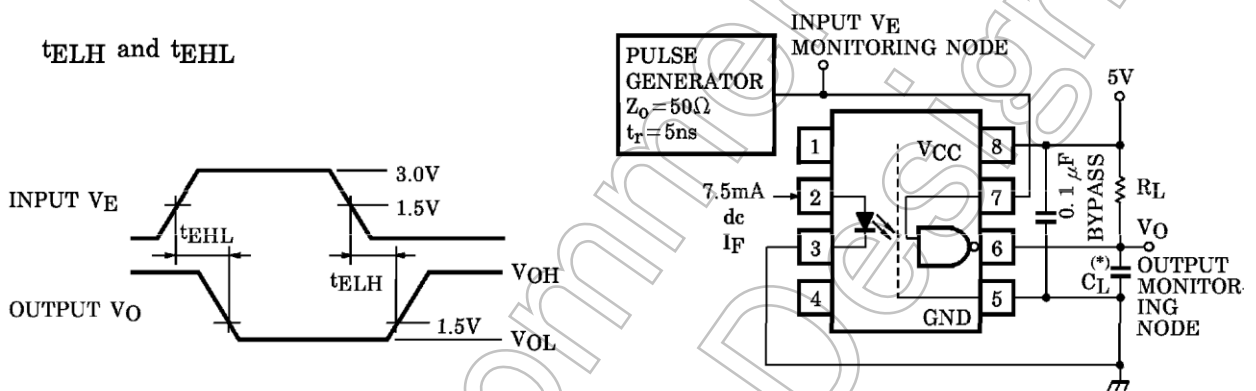 tELH and tEHL
INPUT VE
3.0V
1.5V
tEHL
tELH
OUTPUT VO
VOH
1.5V
VOL
INPUT VE
MONITORING NODE
PULSE
GENERATOR
ZO=50Ω
tr=5ns
5V
1
2
3
4
8
7
6
5
VCC
GND
7.5mA
dc
IF
0.1 μF
BYPASS
RL
VO
CL(*)
OUTPUT
MONITOR-
ING
NODE
ommen
Design